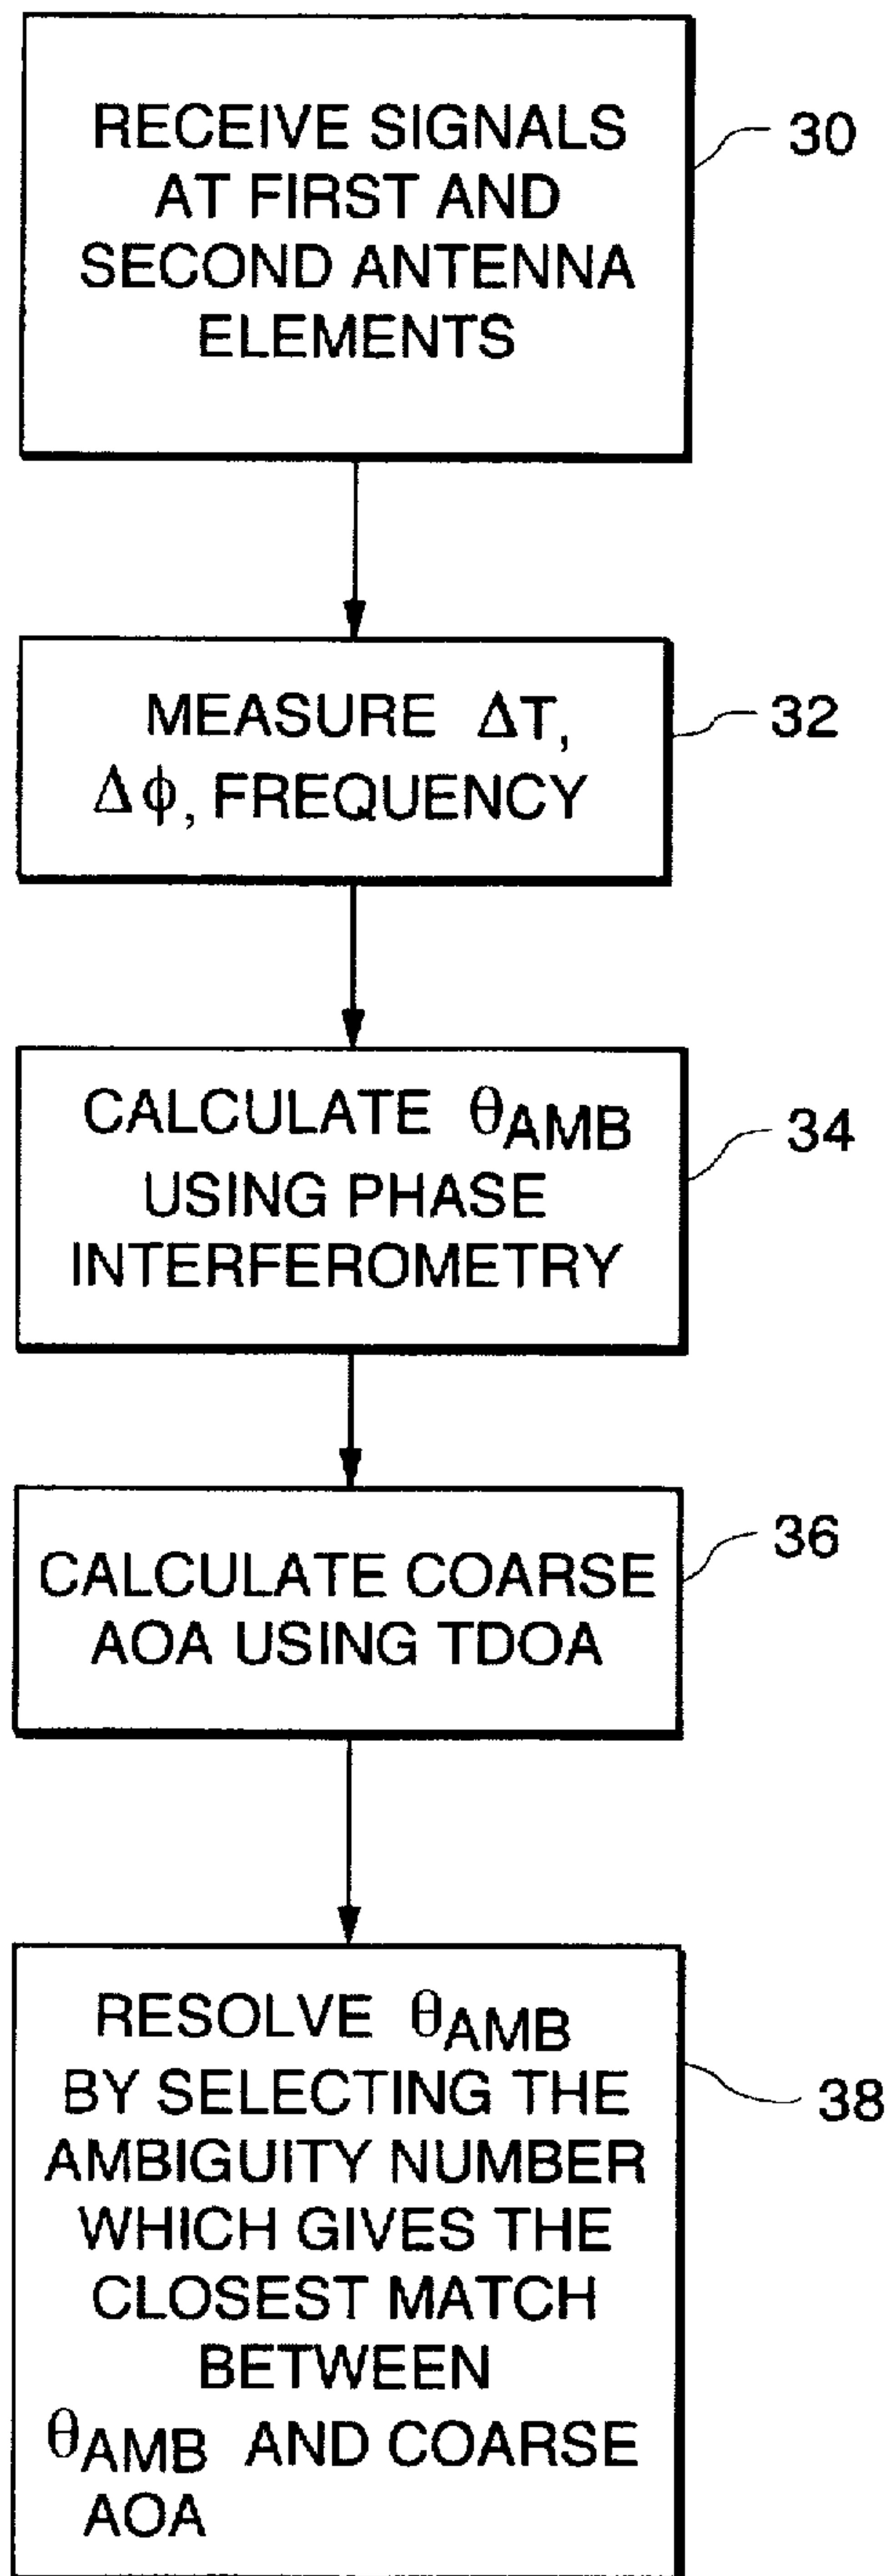 RECEIVE SIGNALS
AT FIRST AND
SECOND ANTENNA
ELEMENTS
30
MEASURE ΔT,
Δϕ, FREQUENCY
32
CALCULATE θAMB
USING PHASE
INTERFEROMETRY
34
CALCULATE COARSE
AOA USING TDOA
36
RESOLVE θAMB
BY SELECTING THE
AMBIGUITY NUMBER
WHICH GIVES THE
CLOSEST MATCH
BETWEEN
θAMB AND COARSE
AOA
38